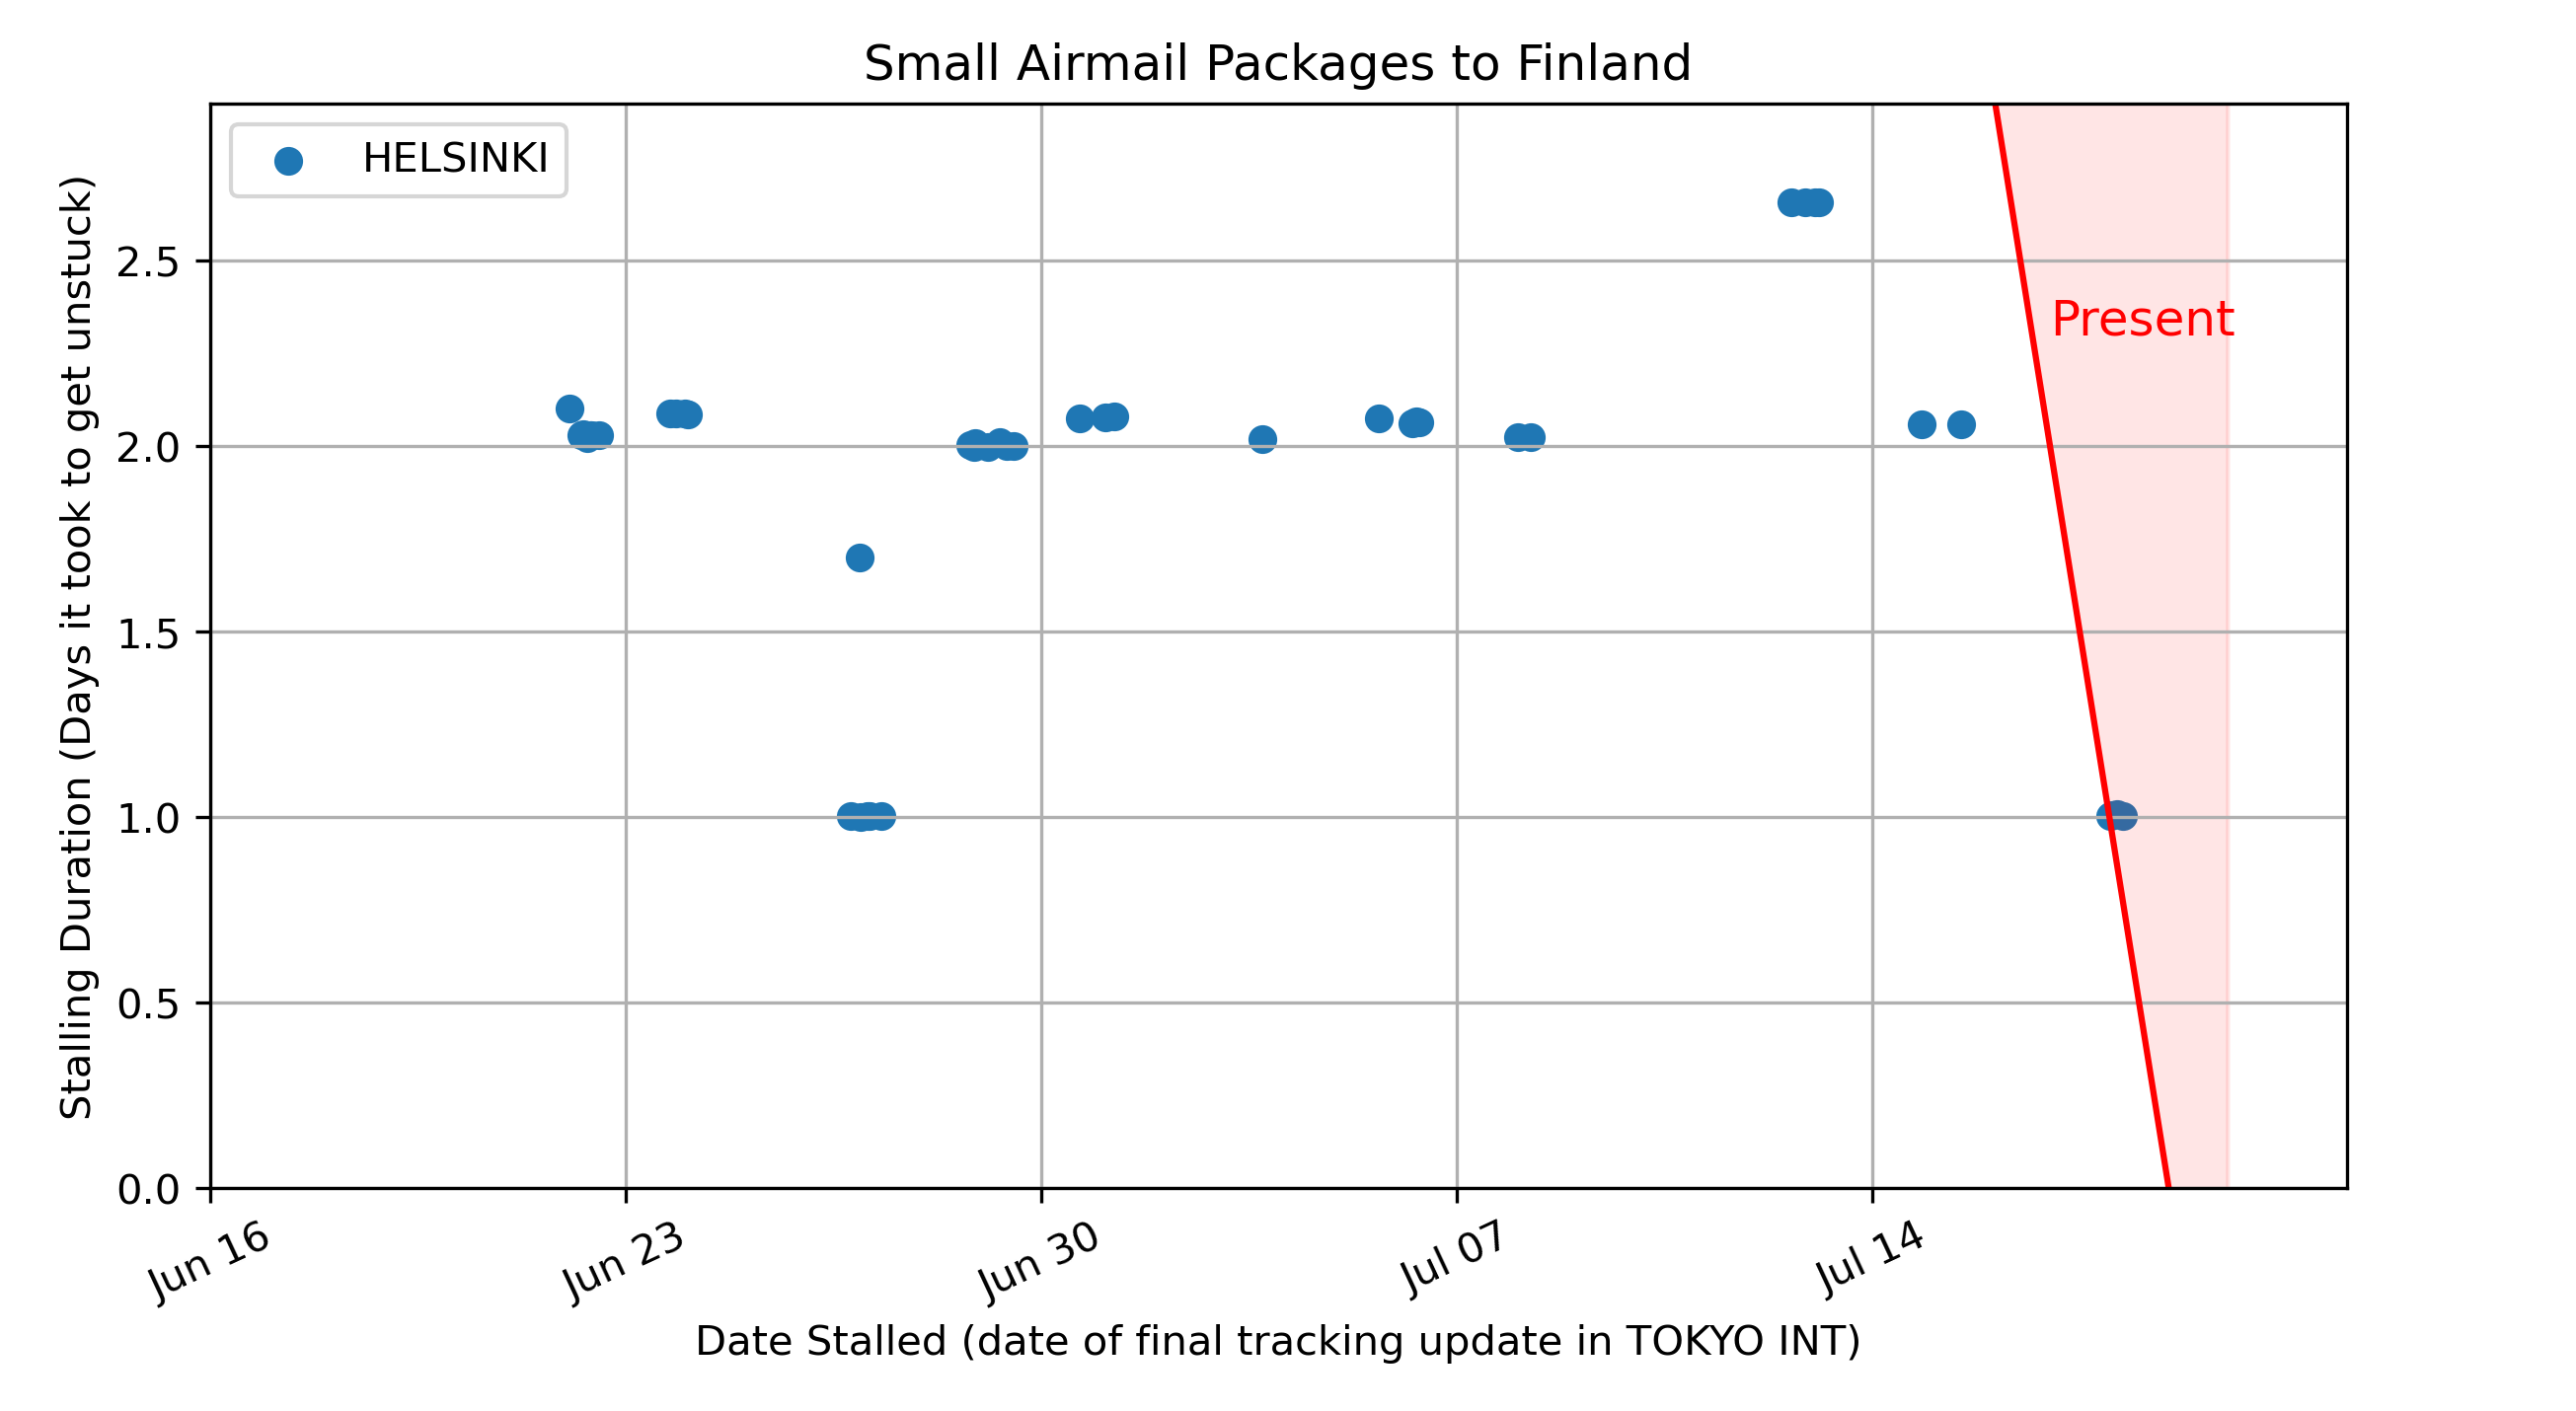 Small Airmail Packages to Finland
HELSINKI
Present
Stalling Duration (Days it took to get unstuck)
2.5
2.0
1.5
1.0
0.5
0.0
Jun 16
Jun 23
Jun 30
Jul 07
Jul 14
Date Stalled (date of final tracking update in TOKYO INT)